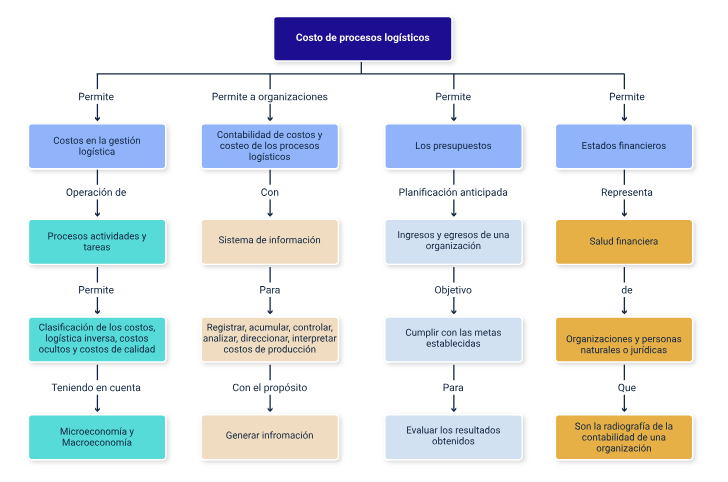 Costo de procesos logísticos
Permite
Permite a organizaciones
Permite
Permite
Costos en la gestión
logística
Contabilidad de costos y
costeo de los procesos
logísticos
Los presupuestos
Estados financieros
Operación de
Con
Planificación anticipada
Representa
Procesos actividades y
tareas
Sistema de información
Ingresos y egresos de una
organización
Salud financiera
Permite
Para
Objetivo
de
Clasificación de los costos,
logística inversa, costos
ocultos y costos de calidad
Registrar, acumular, controlar,
analizar, direccionar, interpretar
costos de producción
Cumplir con las metas
establecidas
Organizaciones y personas
naturales o jurídicas
Teniendo en cuenta
Con el propósito
Para
Que
Microeconomía y
Macroeconomía
Generar infromación
Evaluar los resultados
obtenidos
Son la radiografía de la
contabilidad de una
organización